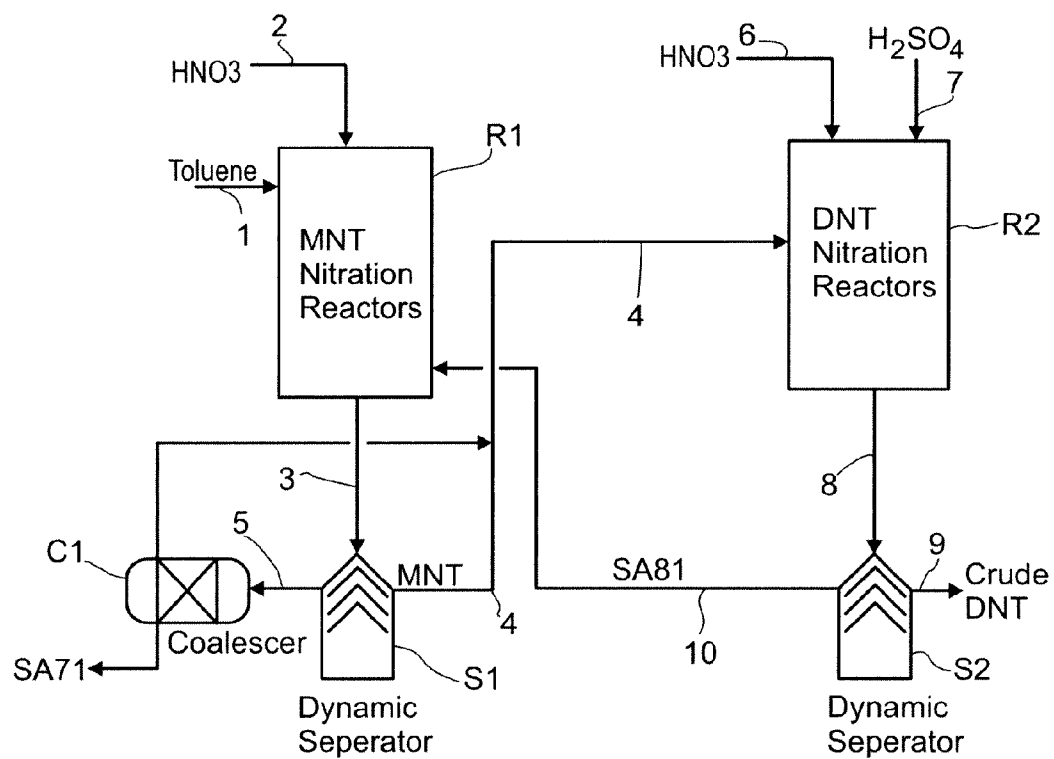 2
HNO3
6
HNO3
H2SO4
7
R1
Toluene
1
MNT
Nitration
Reactors
DNT
Nitration
Reactors
R2
4
3
8
5
C1
MNT
4
SA81
10
9
Crude
DNT
Coalescer
SA71
S1
S2
Dynamic
Seperator
Dynamic
Seperator